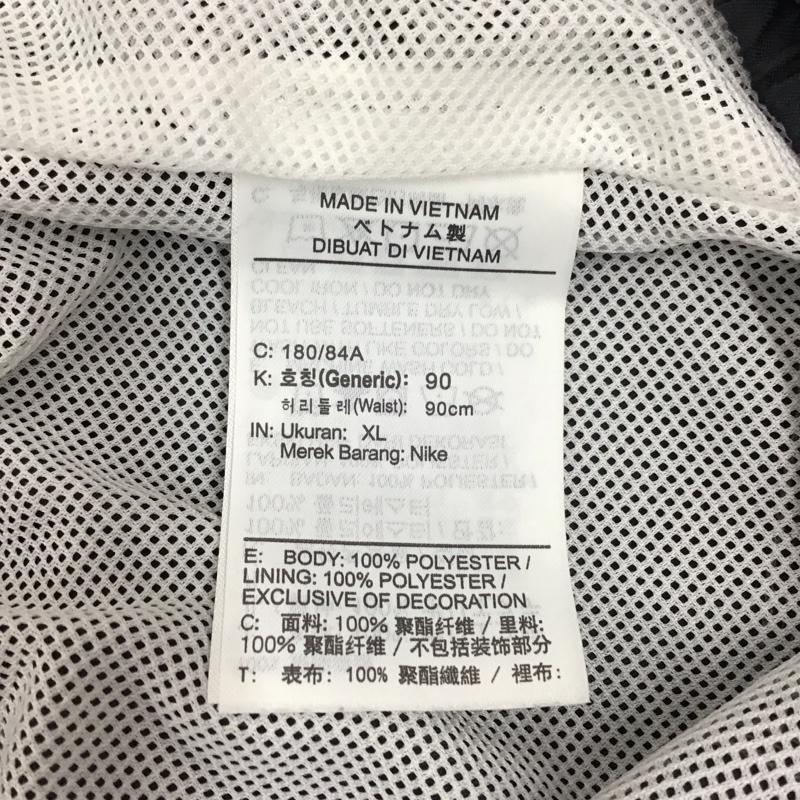 MADE IN VIETNAM
ベトナム製
DIBUAT DI VIETNAM
C: 180/84A
K: 호칭(Generic): 90
허리둘레(Waist): 90cm
IN: Ukuran: XL
Merek Barang: Nike
E: BODY: 100% POLYESTER /
LINING: 100% POLYESTER /
EXCLUSIVE OF DECORATION
C: 面料: 100% 聚酯纤维 / 里料:
100% 聚酯纤维 / 不包括装饰部分
T: 表布: 100% 聚酯纖維 / 裡布: